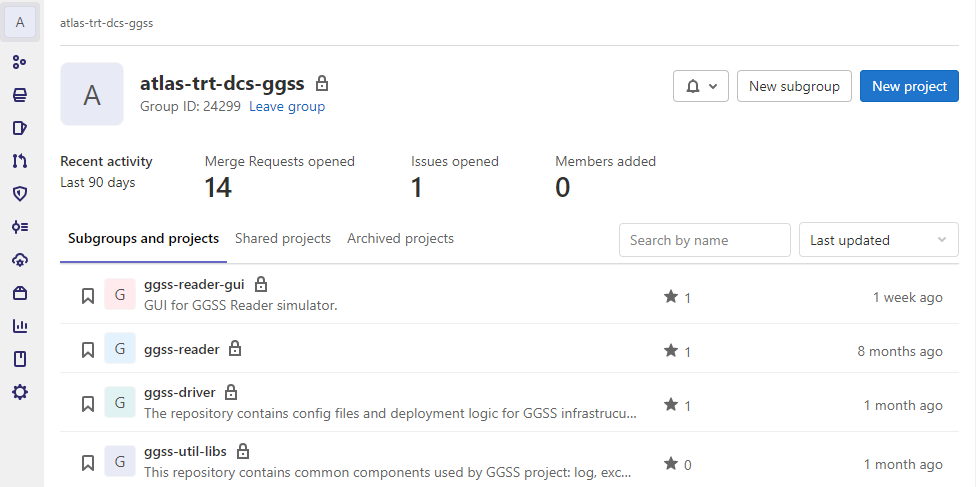 A
atlas-trt-dcs-ggss
A
atlas-trt-dcs-ggss
Group ID: 24299 Leave group
New subgroup
New project
Recent activity
Last 90 days
Merge Requests opened
14
Issues opened
1
Members added
0
Subgroups and projects
Shared projects
Archived projects
Search by name
Last updated
G
ggss-reader-gui
GUI for GGSS Reader simulator.
1
1 week ago
G
ggss-reader
1
8 months ago
G
ggss-driver
The repository contains config files and deployment logic for GGSS infrastrucu...
1
1 month ago
G
ggss-util-libs
This repository contains common components used by GGSS project: log, exc...
0
1 month ago